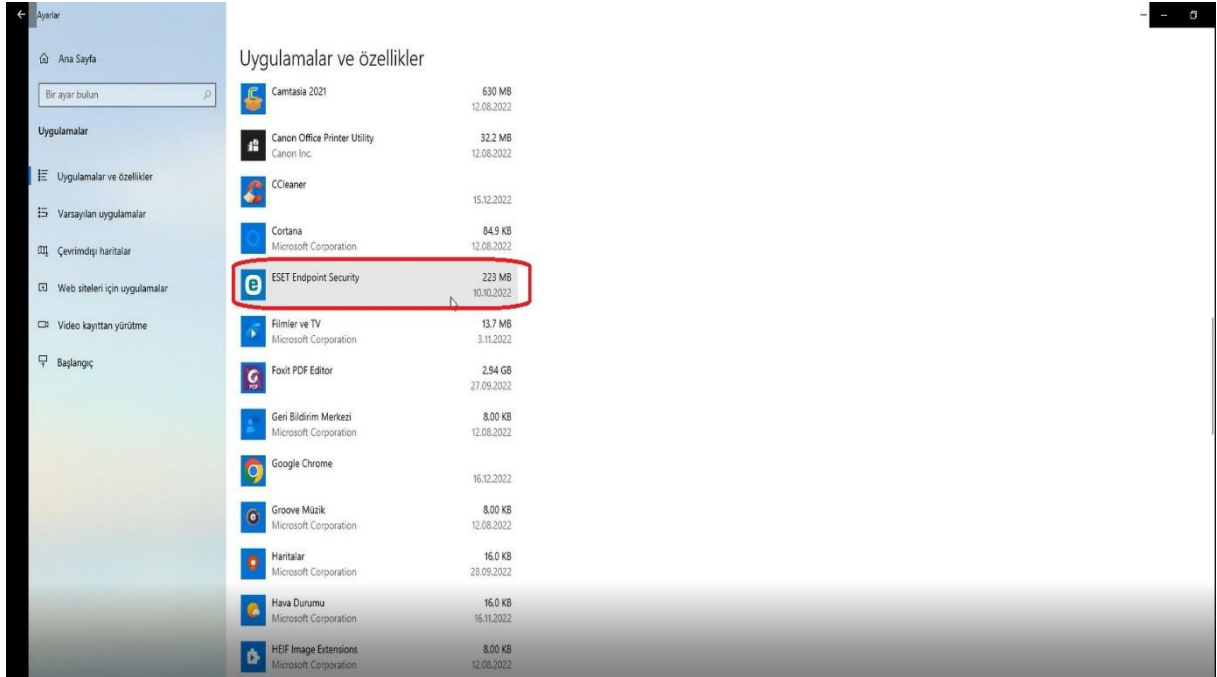 Ayarlar
Ana Sayfa
Bir ayar bulun
Uygulamalar
Uygulamalar ve özellikler
Varsayılan uygulamalar
Çevrimdışı haritalar
Web siteleri için uygulamalar
Video kayıttan yürütme
Başlangıç
Uygulamalar ve özellikler
Camtasia 2021 630 MB
12.08.2022
Canon Office Printer Utility 32,2 MB
Canon Inc. 12.08.2022
CCleaner
15.12.2022
Cortana 84,9 KB
Microsoft Corporation 12.08.2022
ESET Endpoint Security 223 MB
10.10.2022
Filmler ve TV 13,7 MB
Microsoft Corporation 3.11.2022
Foxit PDF Editor 2,94 GB
27.09.2022
Geri Bildirim Merkezi 8,00 KB
Microsoft Corporation 12.08.2022
Google Chrome
16.12.2022
Groove Müzik 8,00 KB
Microsoft Corporation 12.08.2022
Haritalar 16,0 KB
Microsoft Corporation 28.09.2022
Hava Durumu 16,0 KB
Microsoft Corporation 16.11.2022
HEIF Image Extensions 8,00 KB
Microsoft Corporation 12.08.2022